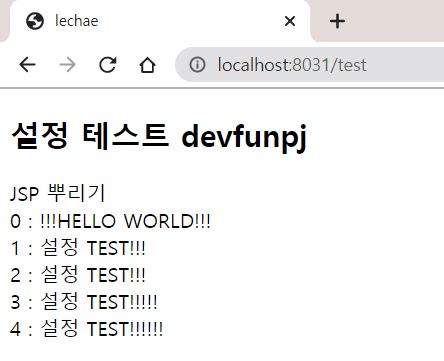 lechae
localhost:8031/test
설정 테스트 devfunpj
JSP 뿌리기
0 : !!!HELLO WORLD!!!
1 : 설정 TEST!!!
2 : 설정 TEST!!!
3 : 설정 TEST!!!!!
4 : 설정 TEST!!!!!!